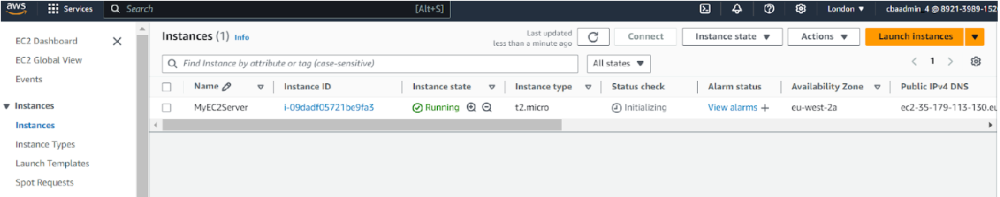 aws Services Search [Alt+S] London ▼ cbaadmin_4 @ 8921-3989-152
EC2 Dashboard
EC2 Global View
Events
Instances
Instances
Instance Types
Launch Templates
Spot Requests
Instances (1) Info
Last updated
less than a minute ago
Connect Instance state ▼ Actions ▼ Launch instances ▼
Find Instance by attribute or tag (case-sensitive) All states ▼ 1
Name Instance ID Instance state Instance type Status check Alarm status Availability Zone Public IPv4 DNS
MyEC2Server i-09dadf05721be9fa3 Running t2.micro Initializing View alarms + eu-west-2a ec2-35-179-113-130.eu